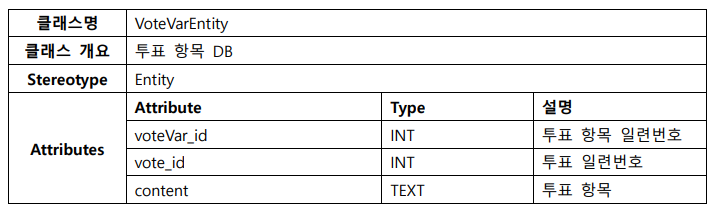 클래스명 VoteVarEntity
클래스 개요 투표 항목 DB
Stereotype Entity
Attributes
Attribute Type 설명
voteVar_id INT 투표 항목 일련번호
vote_id INT 투표 일련번호
content TEXT 투표 항목